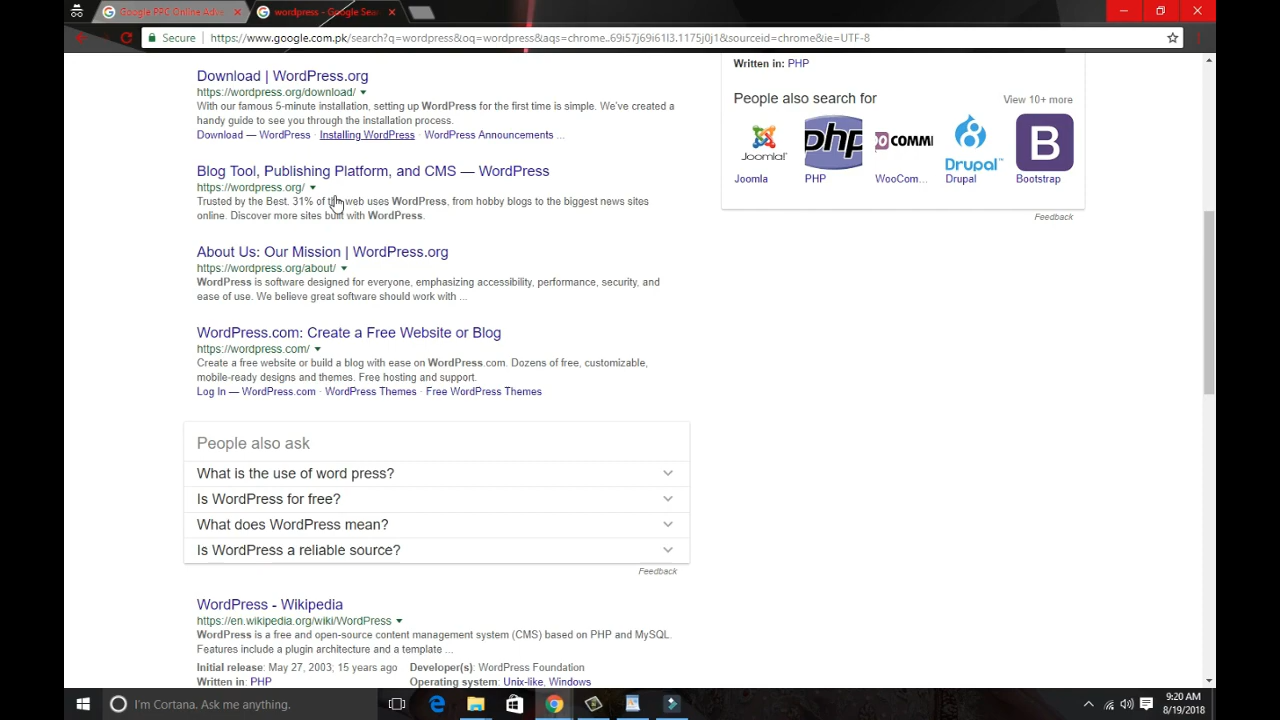 Google PPC Online Adve
wordpress - Google Sea
Secure
https://www.google.com.pk/search?q=wordpress&oq=wordpress&aqs=chrome..69i57j69i61l3.1175j0j1&sourceid=chrome&ie=UTF-8
Download | WordPress.org
https://wordpress.org/download/
With our famous 5-minute installation, setting up WordPress for the first time is simple. We've created a
handy guide to see you through the installation process.
Download — WordPress · Installing WordPress · WordPress Announcements ...
Blog Tool, Publishing Platform, and CMS — WordPress
https://wordpress.org/
Trusted by the Best. 31% of the web uses WordPress, from hobby blogs to the biggest news sites
online. Discover more sites built with WordPress.
About Us: Our Mission | WordPress.org
https://wordpress.org/about/
WordPress is software designed for everyone, emphasizing accessibility, performance, security, and
ease of use. We believe great software should work with ...
WordPress.com: Create a Free Website or Blog
https://wordpress.com/
Create a free website or build a blog with ease on WordPress.com. Dozens of free, customizable,
mobile-ready designs and themes. Free hosting and support.
Log In — WordPress.com · WordPress Themes · Free WordPress Themes
People also ask
What is the use of word press?
Is WordPress for free?
What does WordPress mean?
Is WordPress a reliable source?
Feedback
WordPress - Wikipedia
https://en.wikipedia.org/wiki/WordPress
WordPress is a free and open-source content management system (CMS) based on PHP and MySQL.
Features include a plugin architecture and a template ...
Initial release: May 27, 2003; 15 years ago
Developer(s): WordPress Foundation
Written in: PHP
Operating system: Unix-like, Windows
Written in: PHP
People also search for
View 10+ more
Joomla!
php
OO COMM
Drupal™
B
Joomla
PHP
WooCom...
Drupal
Bootstrap
Feedback
I'm Cortana. Ask me anything.
9:20 AM
8/19/2018